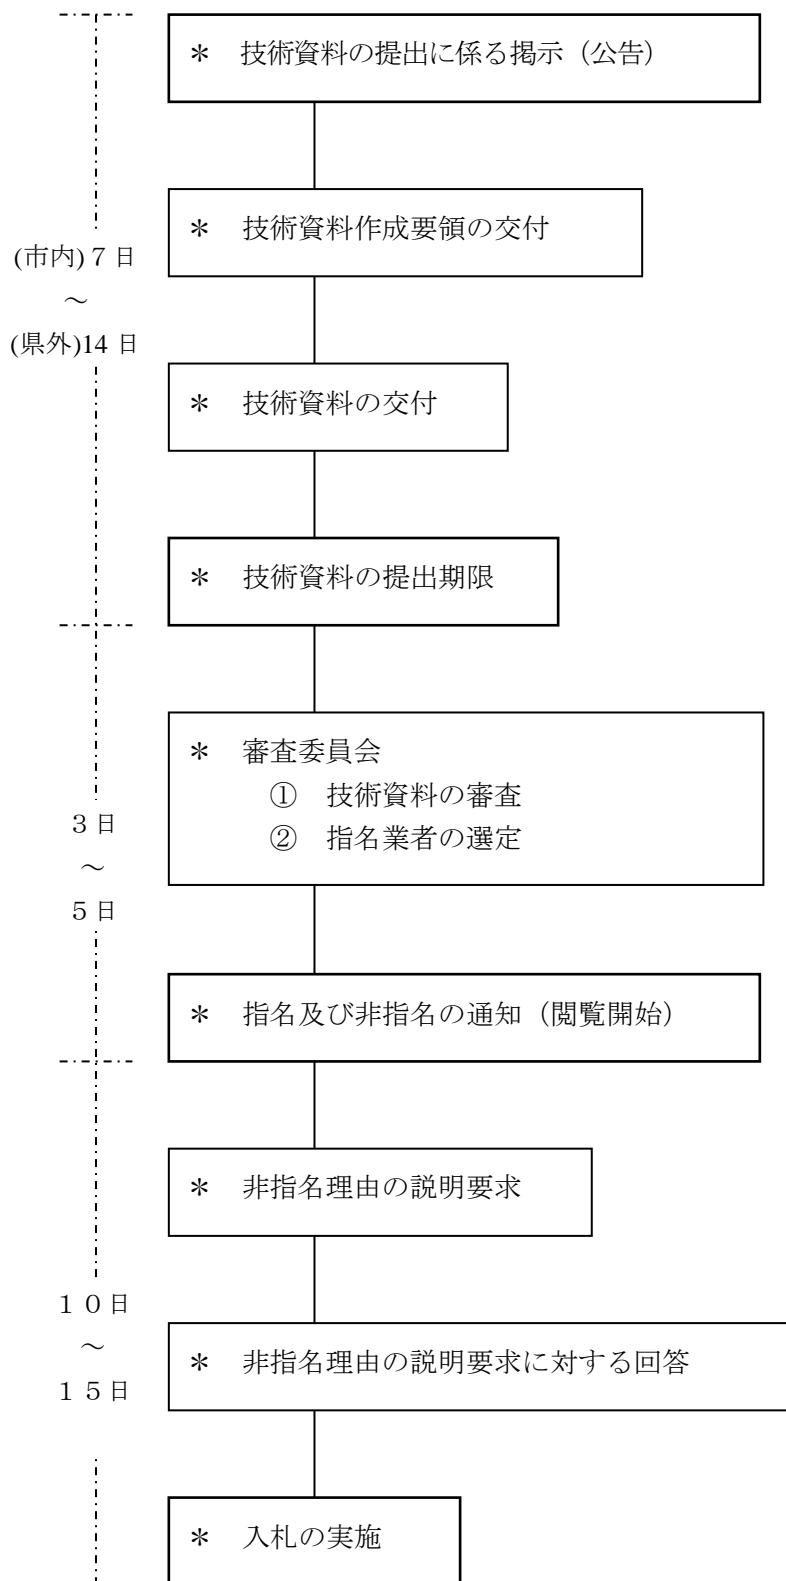 ＊　技術資料の提出に係る掲示（公告）
＊　技術資料作成要領の交付
(市内)７日
～
(県外)14 日
＊　技術資料の交付
＊　技術資料の提出期限
＊　審査委員会
①　技術資料の審査
②　指名業者の選定
３日
～
５日
＊　指名及び非指名の通知（閲覧開始）
＊　非指名理由の説明要求
１０日
～
１５日
＊　非指名理由の説明要求に対する回答
＊　入札の実施